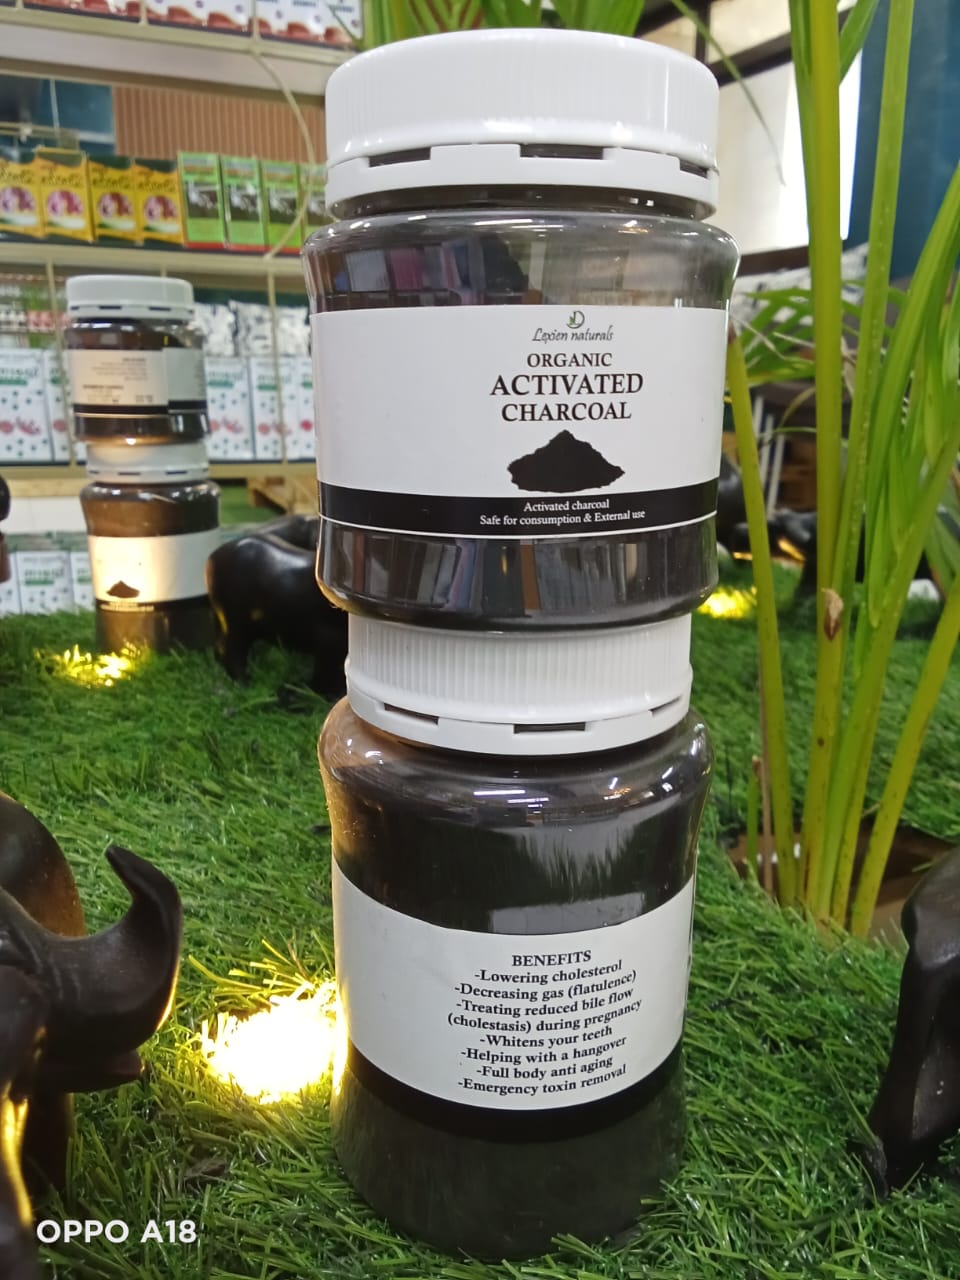 Lexien naturals
ORGANIC
ACTIVATED
CHARCOAL
Activated charcoal
Safe for consumption & External use
BENEFITS
-Lowering cholesterol
-Decreasing gas (flatulence)
-Treating reduced bile flow
(cholestasis) during pregnancy
-Whitens your teeth
-Helping with a hangover
-Full body anti aging
-Emergency toxin removal
OPPO A18